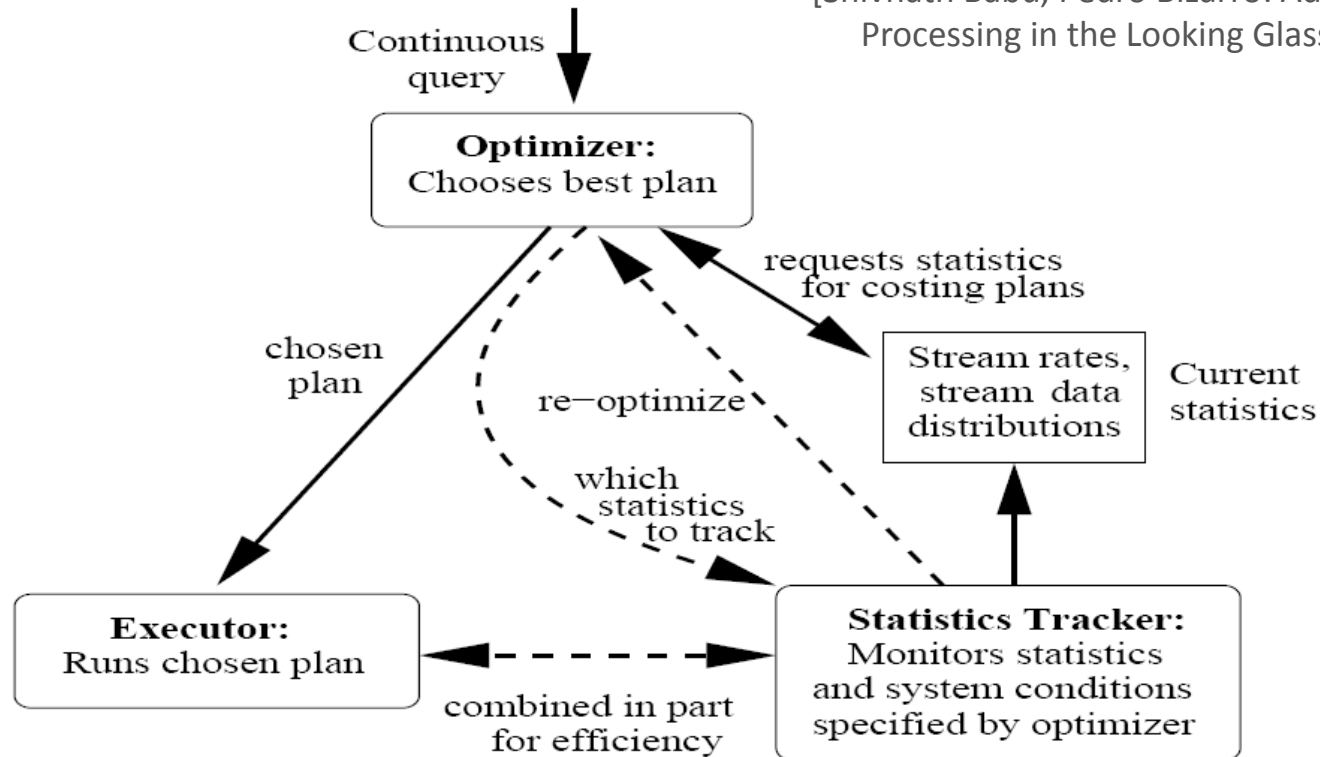 [Shivnath Babu, Pedro Bizarro:
Processing in the Looking Glass
Continuous
query
Optimizer:
Chooses best plan
requests statistics
for costing plans
chosen
plan
Stream rates,
stream data
distributions
Current
statistics
re-optimize
which
statistics
to track
Executor:
Runs chosen plan
Statistics Tracker:
Monitors statistics
and system conditions
specified by optimizer
combined in part
for efficiency